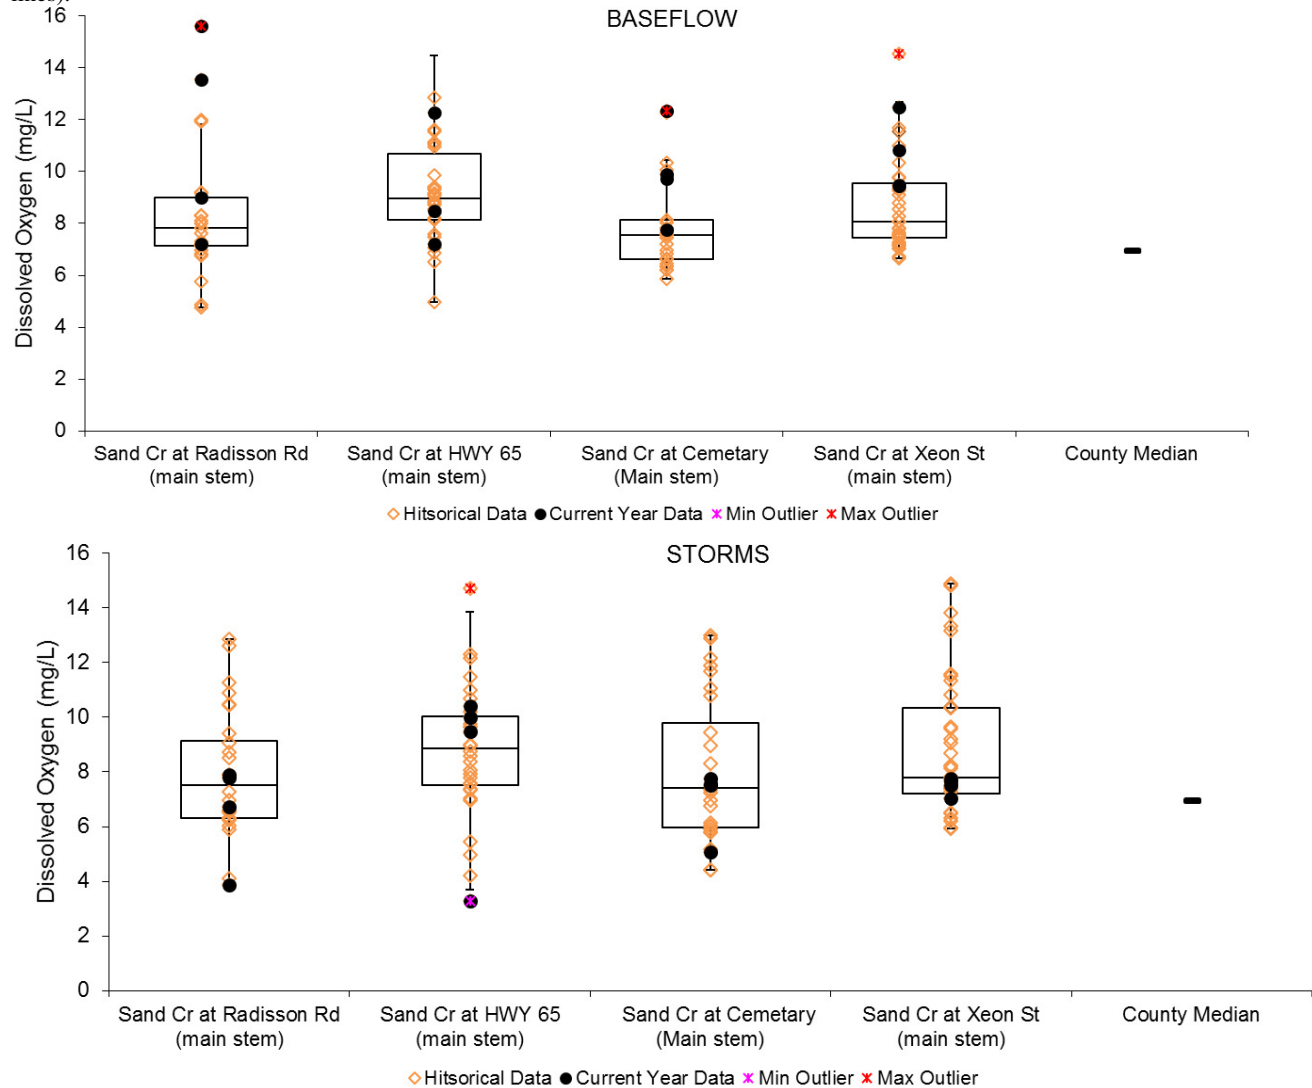 BASEFLOW
16
14
12
10
8
6
4
2
0
Dissolved Oxygen (mg/L)
Sand Cr at Radisson Rd (main stem)
Sand Cr at HWY 65 (main stem)
Sand Cr at Cemetary (Main stem)
Sand Cr at Xeon St (main stem)
County Median
Hitsorical Data Current Year Data Min Outlier Max Outlier
STORMS
16
14
12
10
8
6
4
2
0
Dissolved Oxygen (mg/L)
Sand Cr at Radisson Rd (main stem)
Sand Cr at HWY 65 (main stem)
Sand Cr at Cemetary (Main stem)
Sand Cr at Xeon St (main stem)
County Median
Hitsorical Data Current Year Data Min Outlier Max Outlier